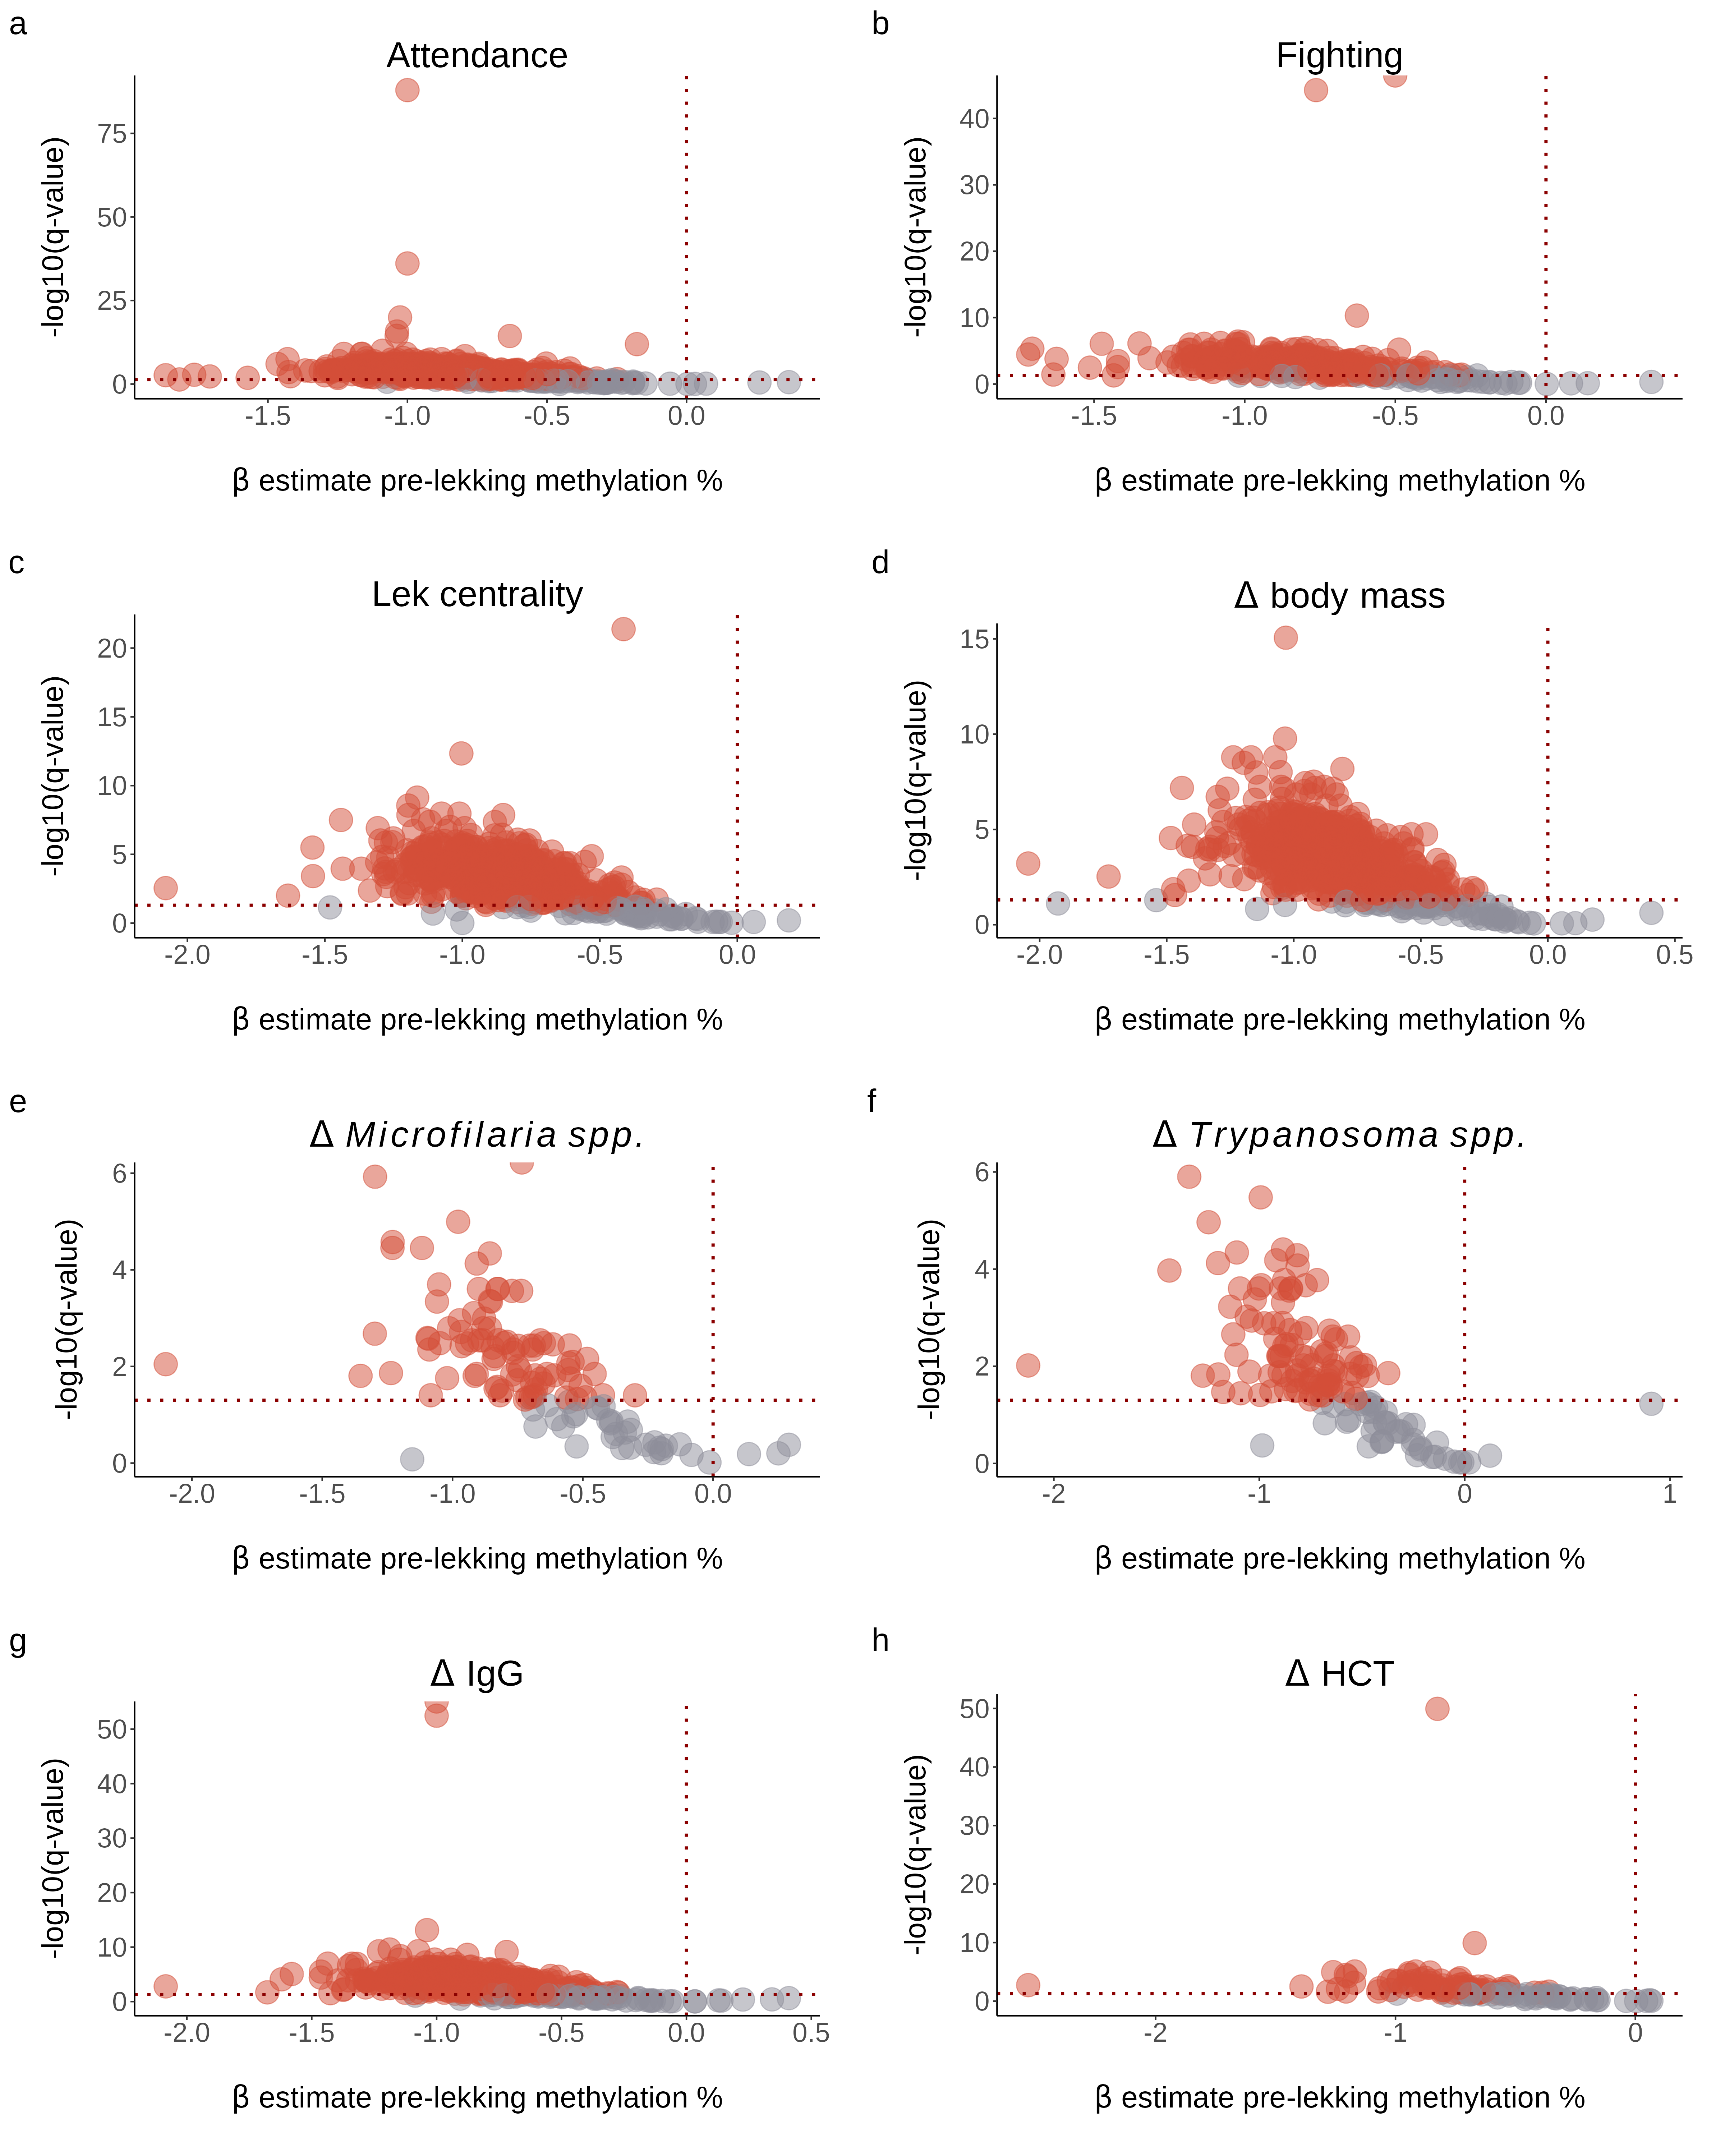 a
Attendance
-log10(q-value)
75
50
25
0
-1.5 -1.0 -0.5 0.0
β estimate pre-lekking methylation %
b
Fighting
-log10(q-value)
40
30
20
10
0
-1.5 -1.0 -0.5 0.0
β estimate pre-lekking methylation %
c
Lek centrality
-log10(q-value)
20
15
10
5
0
-2.0 -1.5 -1.0 -0.5 0.0
β estimate pre-lekking methylation %
d
Δ body mass
-log10(q-value)
15
10
5
0
-2.0 -1.5 -1.0 -0.5 0.0 0.5
β estimate pre-lekking methylation %
e
Δ Microfilaria spp.
-log10(q-value)
6
4
2
0
-2.0 -1.5 -1.0 -0.5 0.0
β estimate pre-lekking methylation %
f
Δ Trypanosoma spp.
-log10(q-value)
6
4
2
0
-2 -1 0 1
β estimate pre-lekking methylation %
g
Δ IgG
-log10(q-value)
50
40
30
20
10
0
-2.0 -1.5 -1.0 -0.5 0.0 0.5
β estimate pre-lekking methylation %
h
Δ HCT
-log10(q-value)
50
40
30
20
10
0
-2 -1 0
β estimate pre-lekking methylation %